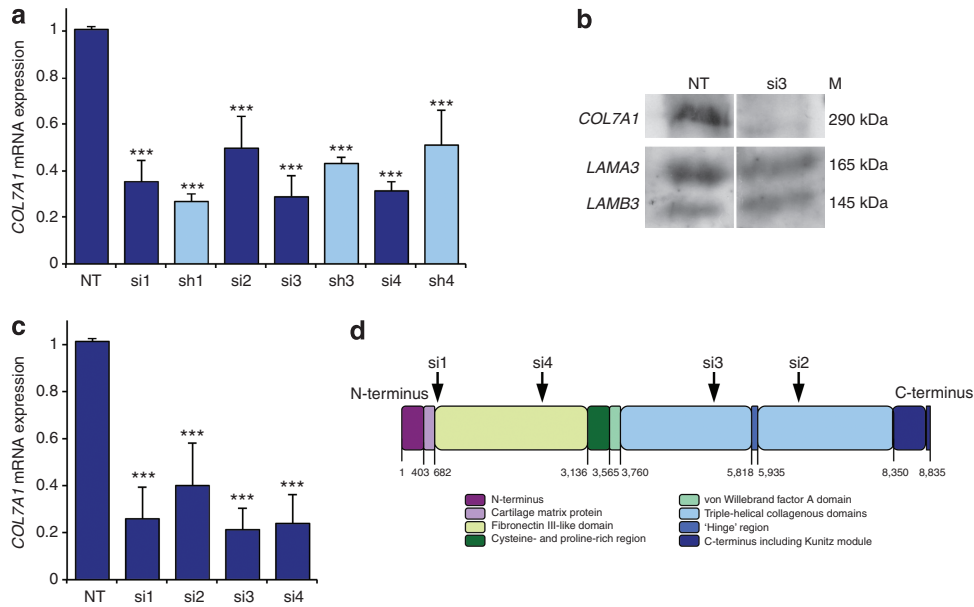 a
COL7A1 mRNA expression
1
0.8
0.6
0.4
0.2
0
*** *** *** *** *** *** ***
NT si1 sh1 si2 si3 sh3 si4 sh4
b
NT si3 M
COL7A1 290 kDa
LAMA3 165 kDa
LAMB3 145 kDa
c
COL7A1 mRNA expression
1
0.8
0.6
0.4
0.2
0
*** *** *** ***
NT si1 si2 si3 si4
d
si1 si4 si3 si2
N-terminus C-terminus
1 403 682 3,136 3,565 3,760 5,818 5,935 8,350 8,835
N-terminus
Cartilage matrix protein
Fibronectin III-like domain
Cysteine- and proline-rich region
von Willebrand factor A domain
Triple-helical collagenous domains
‘Hinge’ region
C-terminus including Kunitz module